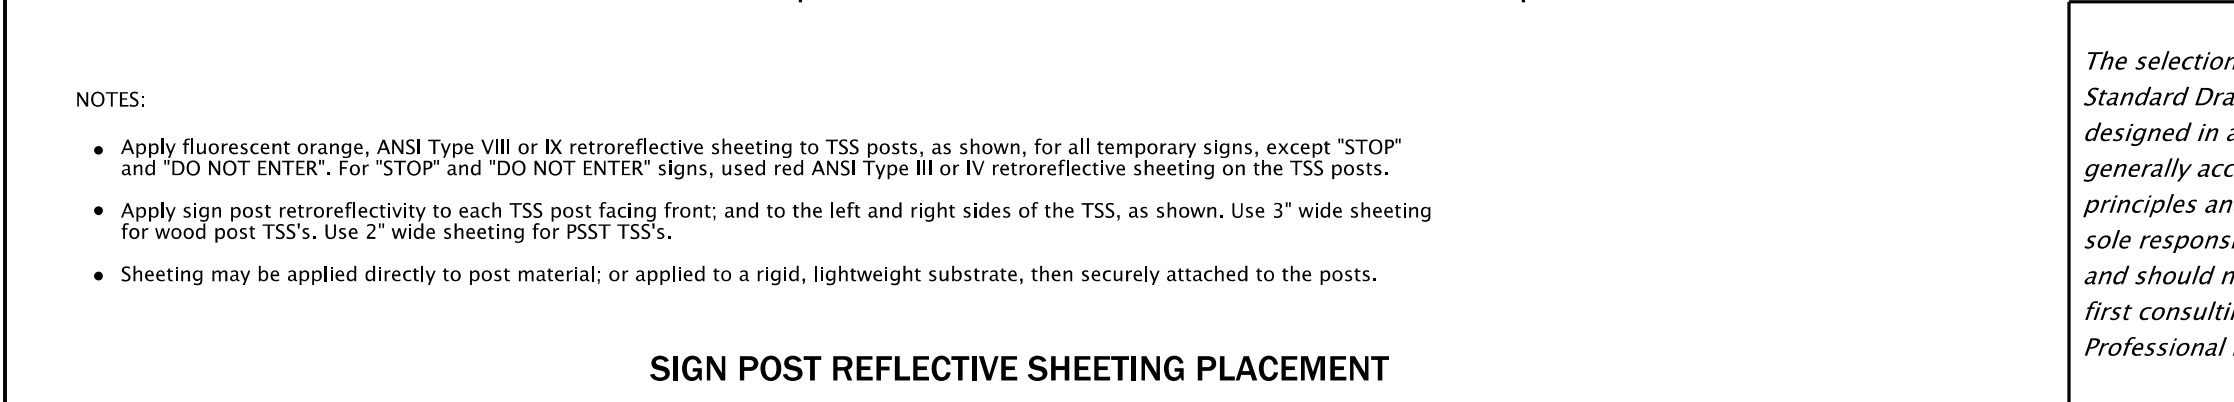 NOTES:
• Apply fluorescent orange, ANSI Type VIII or IX retroreflective sheeting to TSS posts, as shown, for all temporary signs, except "STOP"
and "DO NOT ENTER". For "STOP" and "DO NOT ENTER" signs, used red ANSI Type III or IV retroreflective sheeting on the TSS posts.
• Apply sign post retroreflectivity to each TSS post facing front; and to the left and right sides of the TSS, as shown. Use 3" wide sheeting
for wood post TSS's. Use 2" wide sheeting for PSST TSS's.
• Sheeting may be applied directly to post material; or applied to a rigid, lightweight substrate, then securely attached to the posts.
SIGN POST REFLECTIVE SHEETING PLACEMENT
The selection
Standard
designed in
generally
principles
sole
and should
first
Professional